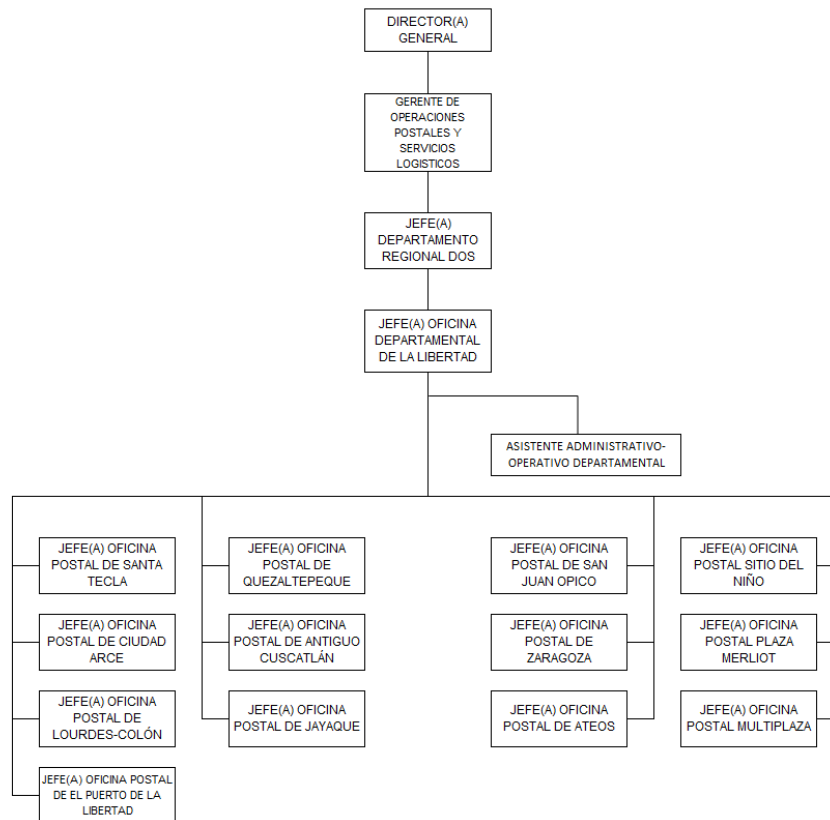 DIRECTOR(A)
GENERAL
GERENTE DE
OPERACIONES
POSTALES Y
SERVICIOS
LOGISTICOS
JEFE(A)
DEPARTAMENTO
REGIONAL DOS
JEFE(A) OFICINA
DEPARTAMENTAL
DE LA LIBERTAD
ASISTENTE ADMINISTRATIVO-
OPERATIVO DEPARTAMENTAL
JEFE(A) OFICINA
POSTAL DE SANTA
TECLA
JEFE(A) OFICINA
POSTAL DE
QUEZALTEPEQUE
JEFE(A) OFICINA
POSTAL DE SAN
JUAN OPICO
JEFE(A) OFICINA
POSTAL SITIO DEL
NIÑO
JEFE(A) OFICINA
POSTAL DE CIUDAD
ARCE
JEFE(A) OFICINA
POSTAL DE ANTIGUO
CUSCATLÁN
JEFE(A) OFICINA
POSTAL DE
ZARAGOZA
JEFE(A) OFICINA
POSTAL PLAZA
MERLIOT
JEFE(A) OFICINA
POSTAL DE
LOURDES-COLÓN
JEFE(A) OFICINA
POSTAL DE JAYAQUE
JEFE(A) OFICINA
POSTAL DE ATEOS
JEFE(A) OFICINA
POSTAL MULTIPLAZA
JEFE(A) OFICINA POSTAL
DE EL PUERTO DE LA
LIBERTAD